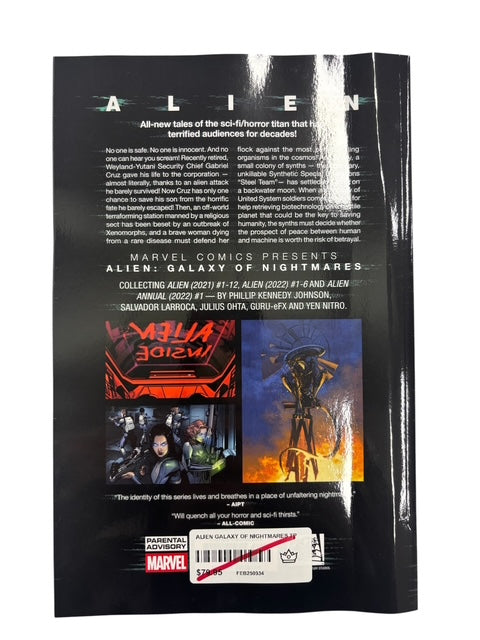 ALIEN
All-new tales of the sci-fi/horror titan that
terrified audiences for decades!
No one is safe. No one is innocent. And no
one can hear you scream! Recently retired,
Weyland-Yutani Security Chief Gabriel
Cruz gave his life to the corporation —
almost literally, thanks to an alien attack
he barely survived! Now Cruz has only one
chance to save his son from the horrific
fate he barely escaped! Then, an off-world
terraforming station manned by a religious
sect has been beset by an outbreak of
Xenomorphs, and a brave woman dying
from a rare disease must defend her
flock against the most
organisms in the cosmos!
small colony of synths — the
unkillable Synthetic Special
"Steel Team" — has settled
a backwater moon. When a
United System soldiers for
help retrieving biotechnology
planet that could be the key to saving
humanity, the synths must decide whether
the prospect of peace between human
and machine is worth the risk of betrayal.
MARVEL COMICS PRESENTS
ALIEN: GALAXY OF NIGHTMARES
COLLECTING ALIEN (2021) #1-12, ALIEN (2022) #1-6 AND ALIEN
ANNUAL (2022) #1 — BY PHILLIP KENNEDY JOHNSON,
SALVADOR LARROCA, JULIUS OHTA, GURU-eFX AND YEN NITRO.
ALIEN
INSIDE
"The identity of this series lives and breathes in a place of unfaltering
– AIPT
"Will quench all your horror and sci-fi thirsts."
– ALL-COMIC
PARENTAL
ADVISORY
MARVEL
ALIEN GALAXY OF NIGHTMARES
FEB250934